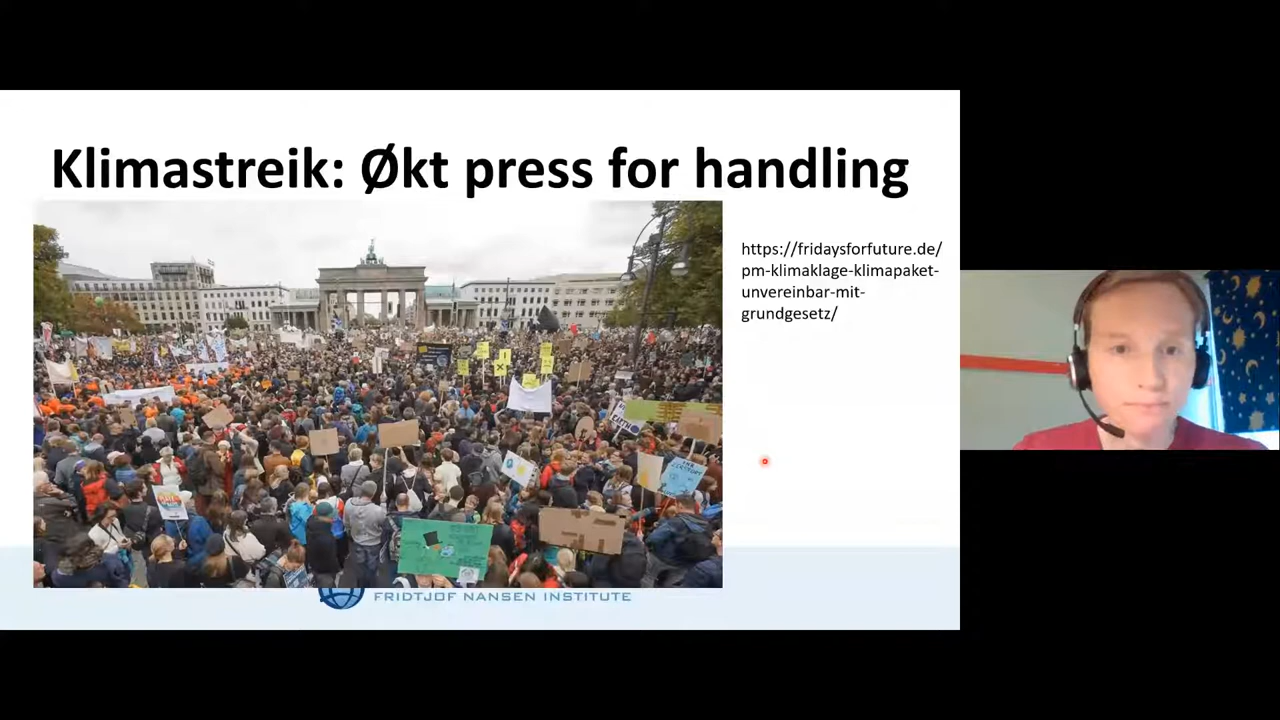 Klimastreik: Økt press for handling
https://fridaysforfuture.de/
pm-klimaklage-klimapaket-
unvereinbar-mit-
grundgesetz/
FRIDTJOF NANSEN INSTITUTE